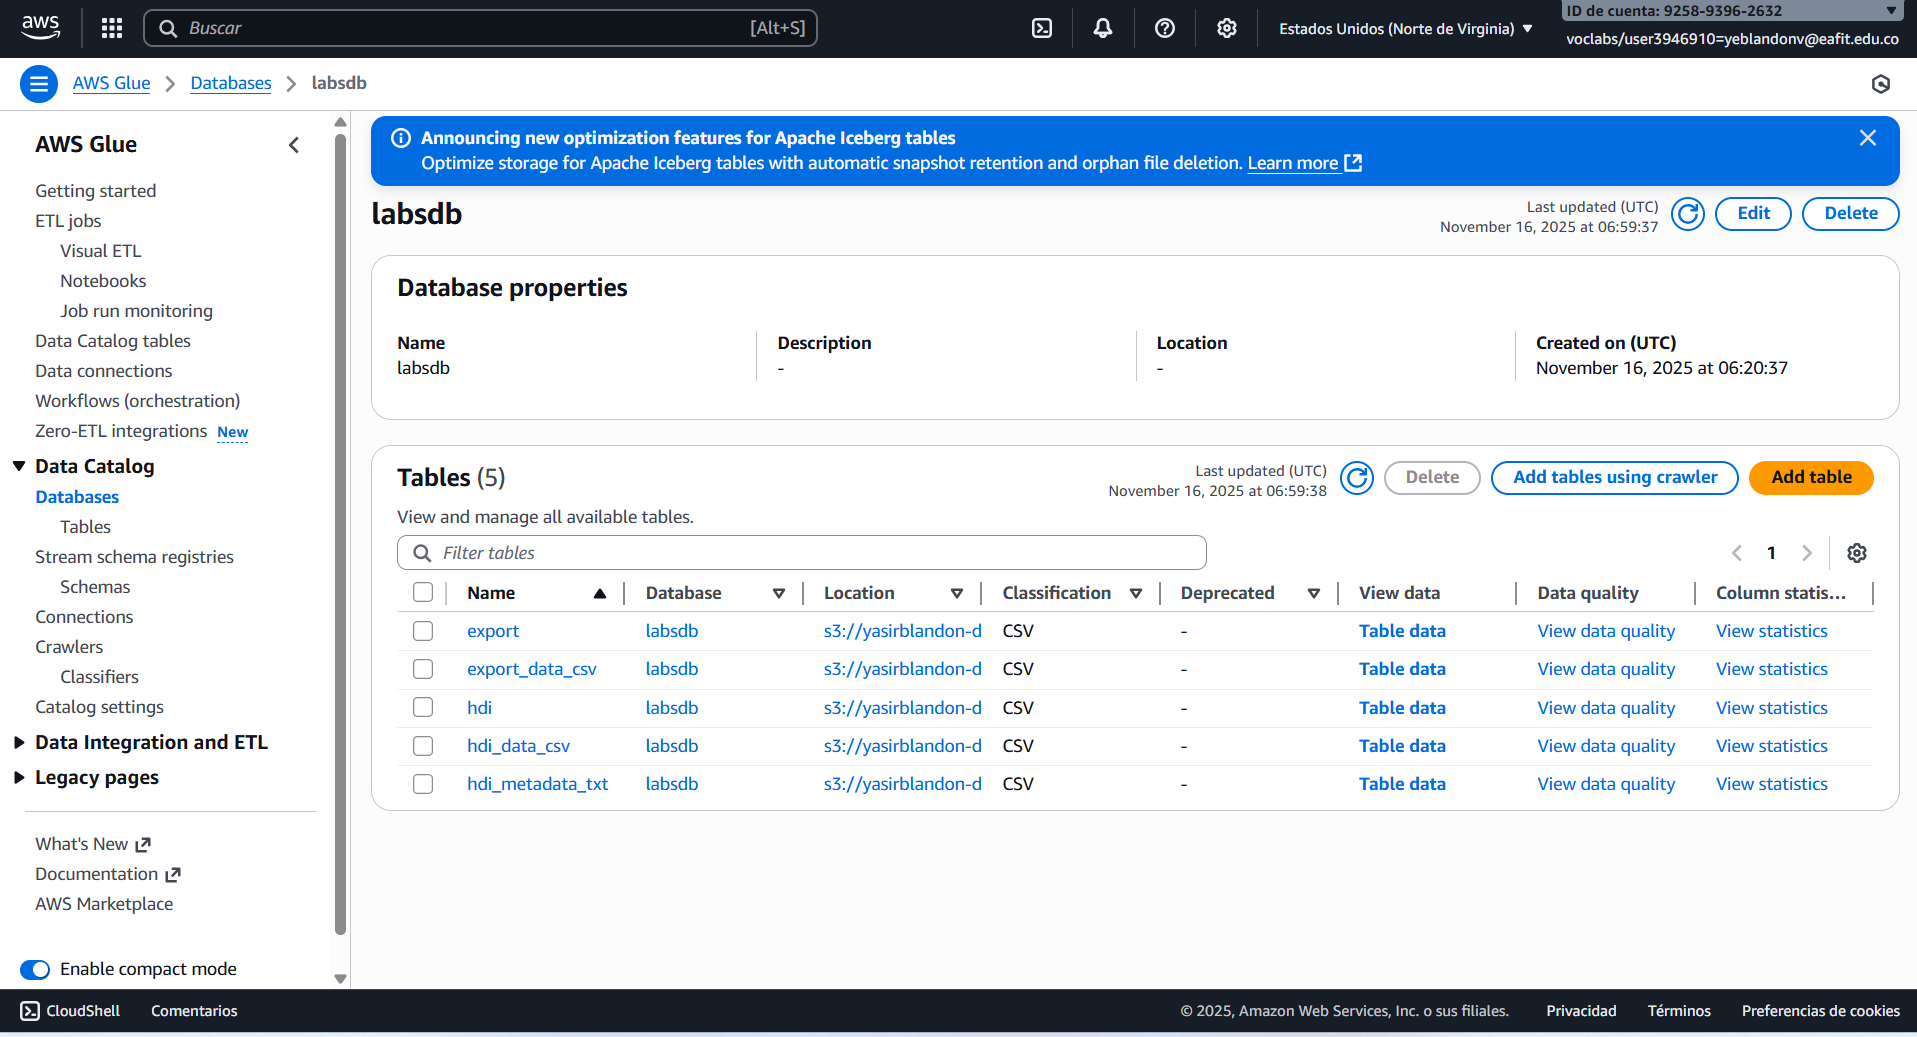 aws
Buscar [Alt+S]
Estados Unidos (Norte de Virginia)
ID de cuenta: 9258-9396-2632
voclabs/user3946910=yeblandonv@eafit.edu.co
AWS Glue
Databases
labsdb
AWS Glue
Getting started
ETL jobs
Visual ETL
Notebooks
Job run monitoring
Data Catalog tables
Data connections
Workflows (orchestration)
Zero-ETL integrations New
Data Catalog
Databases
Tables
Stream schema registries
Schemas
Connections
Crawlers
Classifiers
Catalog settings
Data Integration and ETL
Legacy pages
What's New
Documentation
AWS Marketplace
Enable compact mode
Announcing new optimization features for Apache Iceberg tables
Optimize storage for Apache Iceberg tables with automatic snapshot retention and orphan file deletion. Learn more
labsdb
Last updated (UTC)
November 16, 2025 at 06:59:37
Edit
Delete
Database properties
Name
labsdb
Description
-
Location
-
Created on (UTC)
November 16, 2025 at 06:20:37
Tables (5)
Last updated (UTC)
November 16, 2025 at 06:59:38
Delete
Add tables using crawler
Add table
View and manage all available tables.
Filter tables
1
Name Database Location Classification Deprecated View data Data quality Column statis...
export labsdb s3://yasirblandon-d CSV - Table data View data quality View statistics
export_data_csv labsdb s3://yasirblandon-d CSV - Table data View data quality View statistics
hdi labsdb s3://yasirblandon-d CSV - Table data View data quality View statistics
hdi_data_csv labsdb s3://yasirblandon-d CSV - Table data View data quality View statistics
hdi_metadata_txt labsdb s3://yasirblandon-d CSV - Table data View data quality View statistics
CloudShell Comentarios © 2025, Amazon Web Services, Inc. o sus filiales. Privacidad Términos Preferencias de cookies